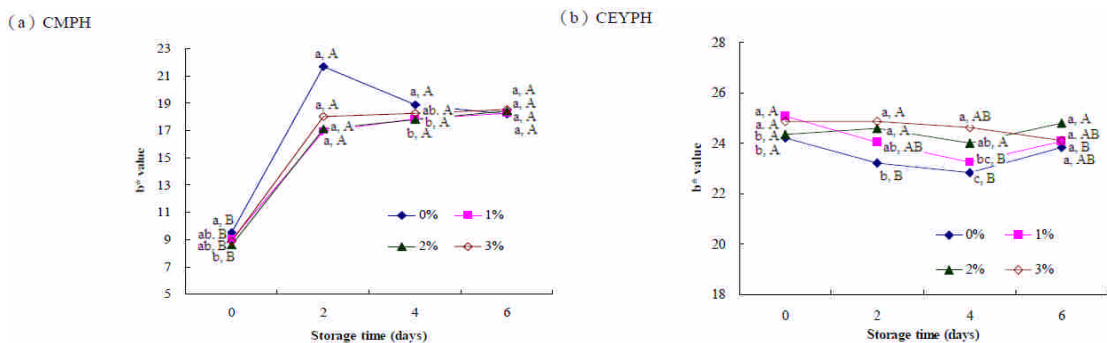 (a) CMPH
b* value
23
21
19
17
15
13
11
9
7
5
a, A
a, A
a, A
a, A
a, A
ab, A
b, A
b, A
a, A
a, A
a, A
a, A
a, B
ab, B
ab, B
b, B
0% 1%
2% 3%
0 2 4 6
Storage time (days)
(b) CEYPH
b* value
28
26
24
22
20
18
a, A
a, A
b, A
b, A
a, A
a, A
ab, AB
b, B
a, AB
ab, A
bc, B
c, B
a, A
a, AB
a, B
a, AB
0% 1%
2% 3%
0 2 4 6
Storage time (days)